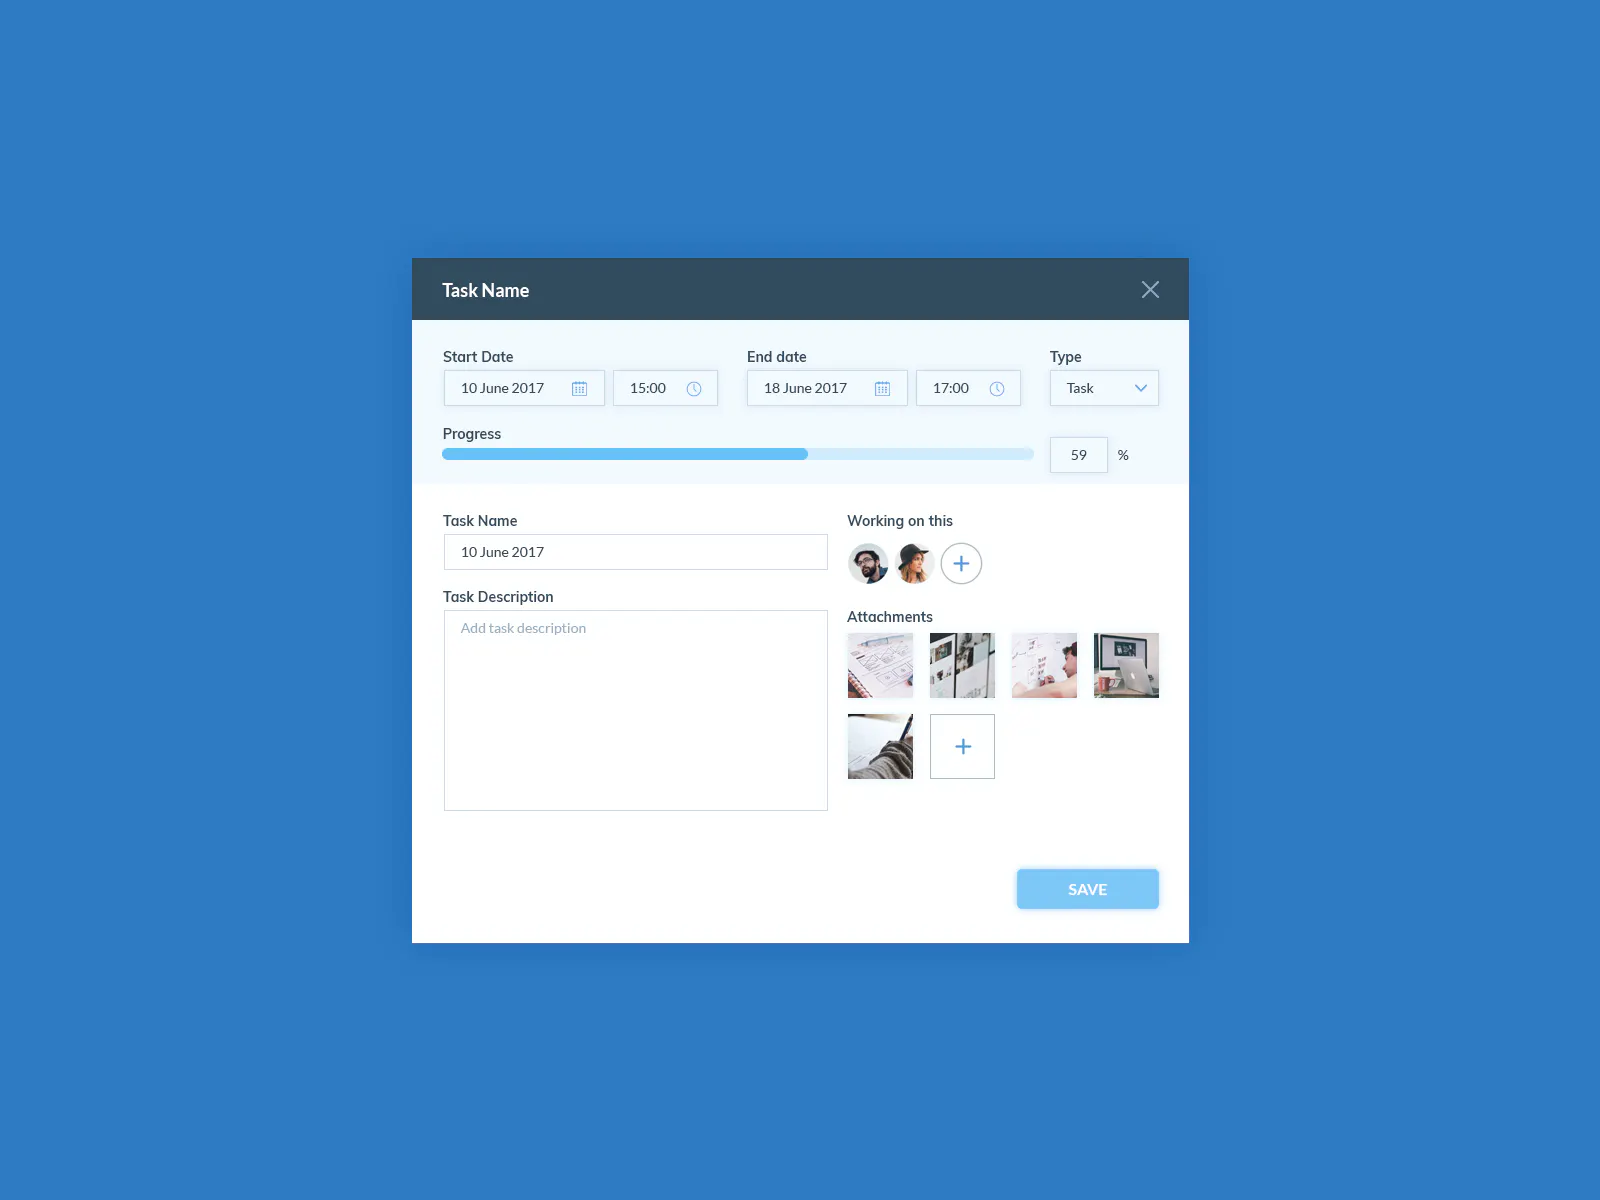 Task Name
Start Date
End date
Type
10 June 2017
15:00
18 June 2017
17:00
Task
Progress
59
%
Task Name
Working on this
10 June 2017
Task Description
Add task description
Attachments
SAVE